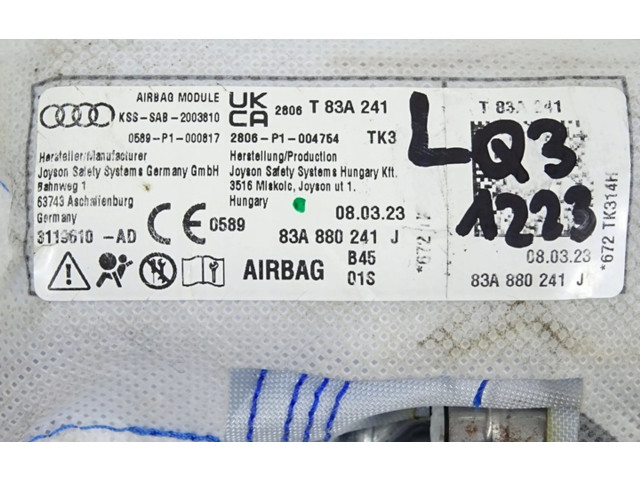 AIRBAG MODULE
KSS-SAB-2003810
0589-P1-000817
UK
CA
2806 T 83A 241
2806-P1-004754 TK3
Hersteller/Manufacturer
Joyson Safety Systems Germany GmbH
Bahnweg 1
63743 Aschaffenburg
Germany
3119610 -AD
CE 0589
Herstellung/Production
Joyson Safety Systems Hungary Kft.
3516 Miskolc, Joyson ut 1.
Hungary
08.03.23
83A 880 241 J
AIRBAG
B45
01S
L
T 83A 241
Q3
1223
08.03.23
83A 880 241 J
*672 TK314H